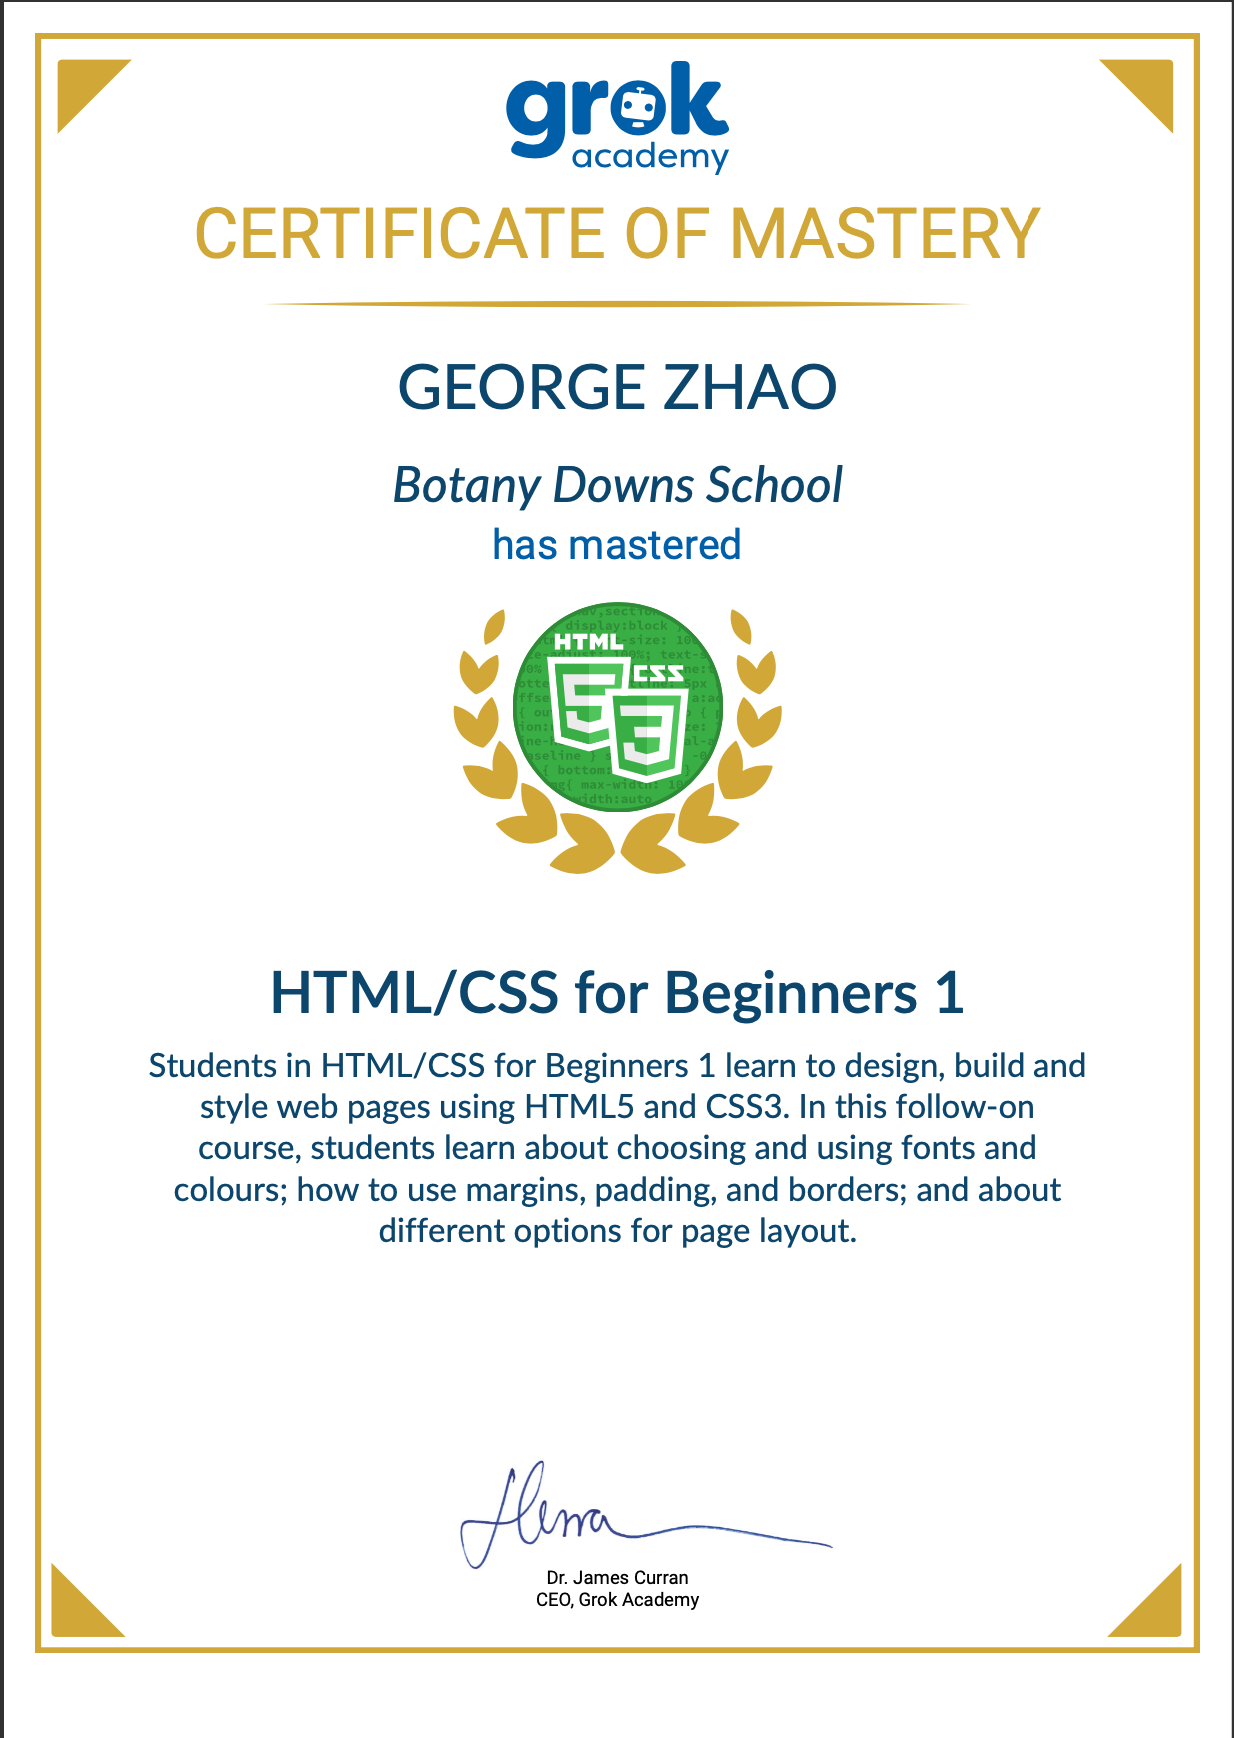 grok
academy
CERTIFICATE OF MASTERY
GEORGE ZHAO
Botany Downs School
has mastered
HTML
CSS
5
3
HTML/CSS for Beginners 1
Students in HTML/CSS for Beginners 1 learn to design, build and
style web pages using HTML5 and CSS3. In this follow-on
course, students learn about choosing and using fonts and
colours; how to use margins, padding, and borders; and about
different options for page layout.
Dr. James Curran
CEO, Grok Academy